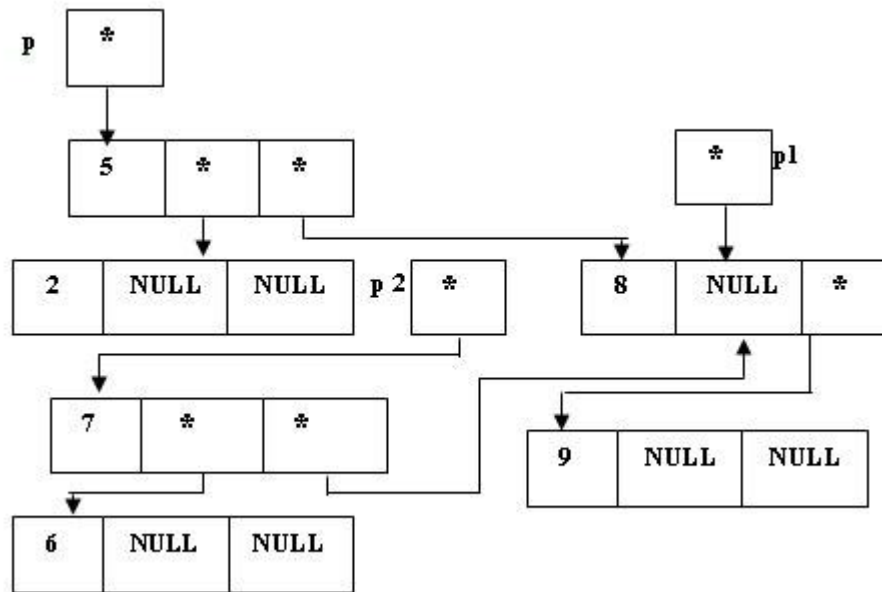 p *
5 * *
* p1
2 NULL NULL
p 2 *
8 NULL *
7 * *
9 NULL NULL
6 NULL NULL